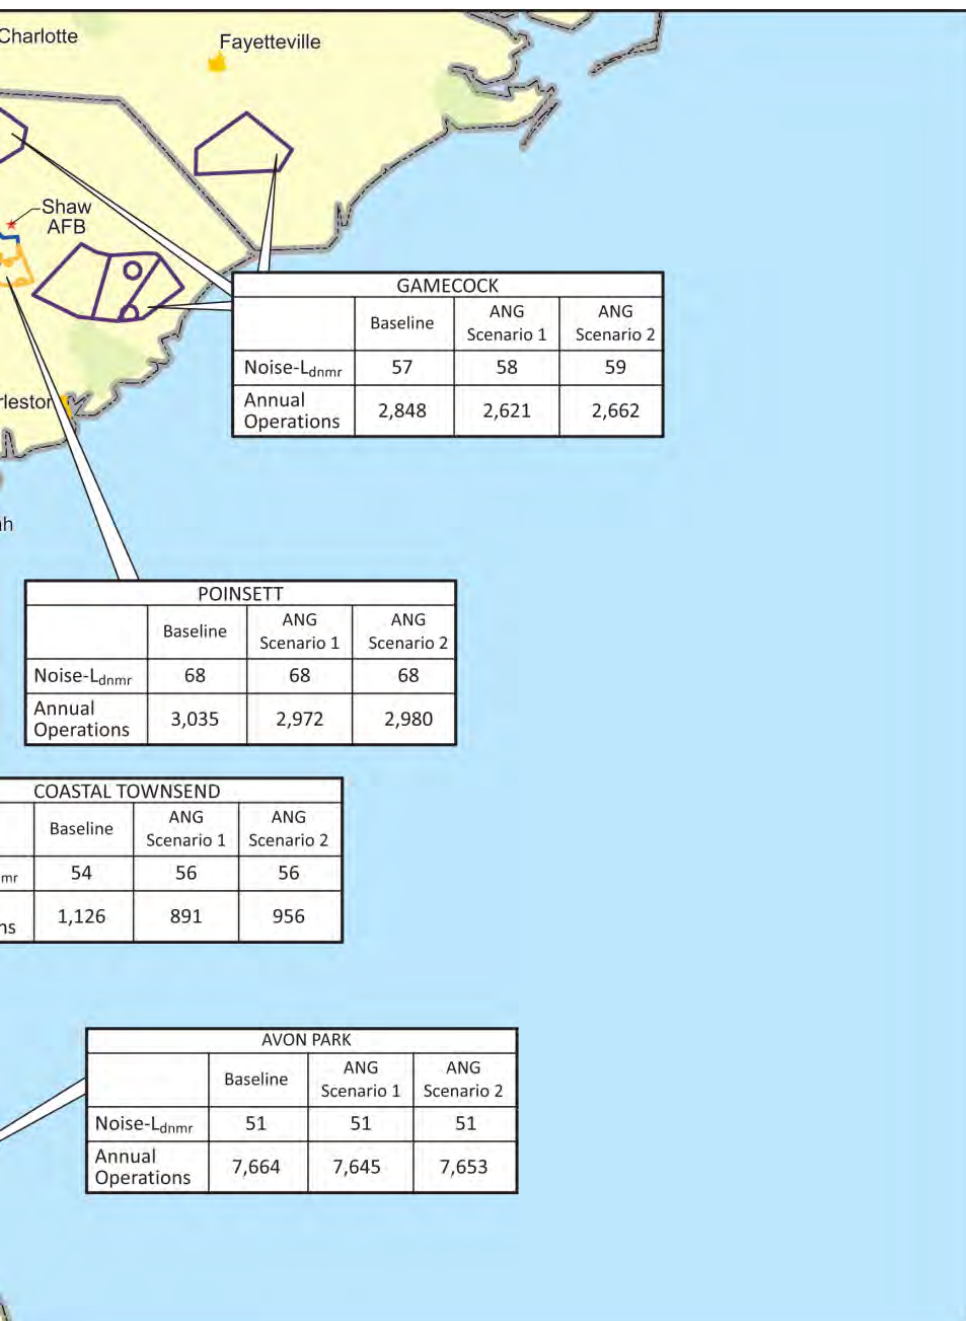 Charlotte
Fayetteville
Shaw
AFB
GAMECOCK
Baseline ANG Scenario 1 ANG Scenario 2
Noise-Ldnmr 57 58 59
Annual Operations 2,848 2,621 2,662
POINSETT
Baseline ANG Scenario 1 ANG Scenario 2
Noise-Ldnmr 68 68 68
Annual Operations 3,035 2,972 2,980
COASTAL TOWNSEND
Baseline ANG Scenario 1 ANG Scenario 2
54 56 56
1,126 891 956
AVON PARK
Baseline ANG Scenario 1 ANG Scenario 2
Noise-Ldnmr 51 51 51
Annual Operations 7,664 7,645 7,653